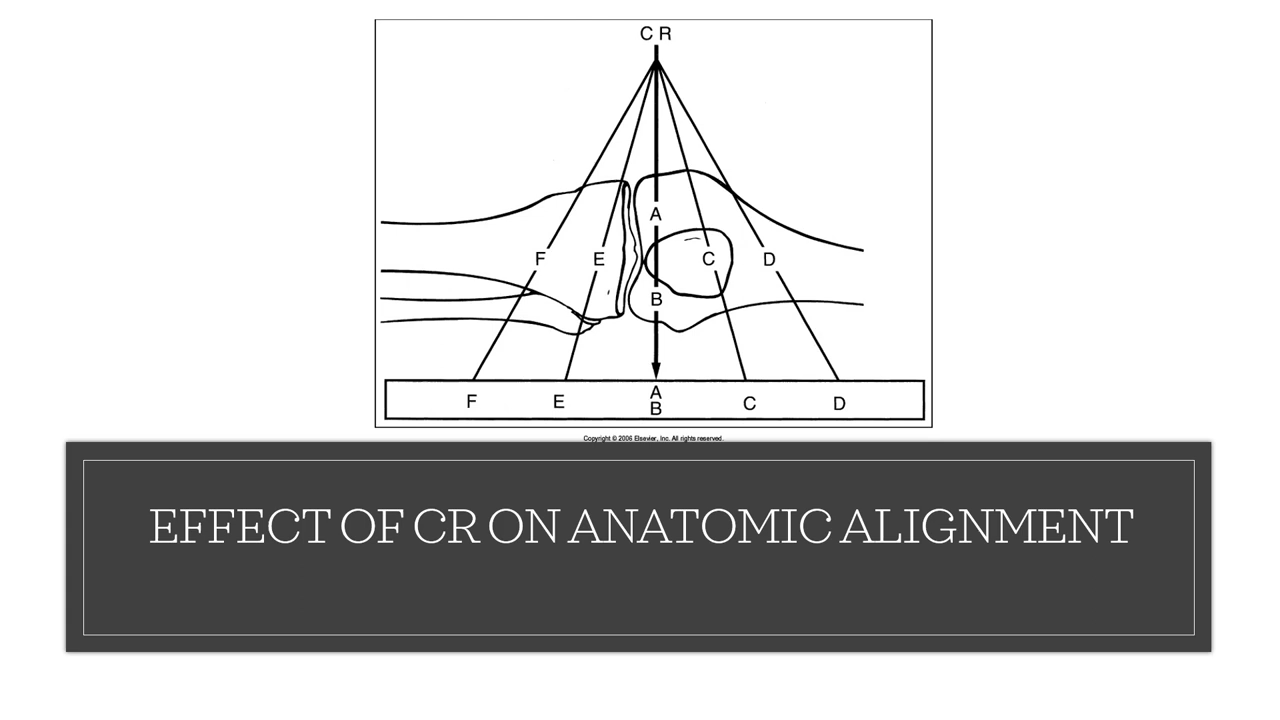 C R
A
F E C D
B
F E A C D
B
Copyright © 2006 Elsevier, Inc. All rights reserved.
EFFECT OF CR ON ANATOMIC ALIGNMENT